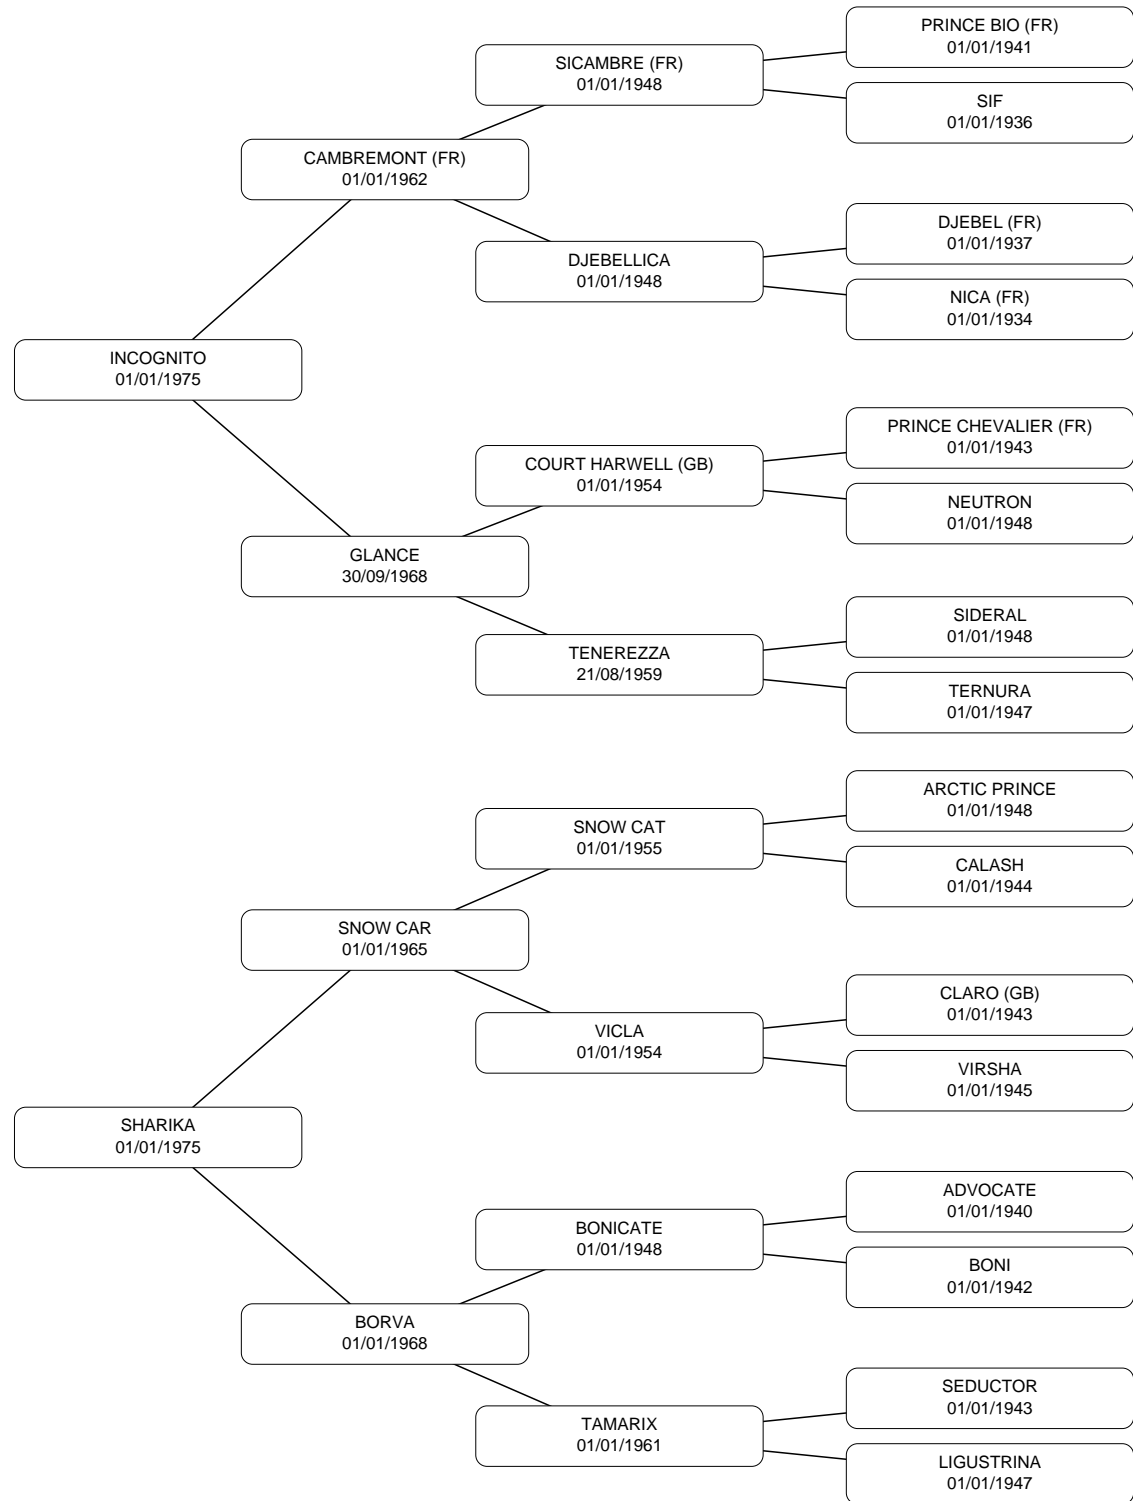 PRINCE BIO (FR)
01/01/1941
SICAMBRE (FR)
01/01/1948
SIF
01/01/1936
CAMBREMONT (FR)
01/01/1962
DJEBEL (FR)
01/01/1937
DJEBELLICA
01/01/1948
NICA (FR)
01/01/1934
INCOGNITO
01/01/1975
PRINCE CHEVALIER (FR)
01/01/1943
COURT HARWELL (GB)
01/01/1954
NEUTRON
01/01/1948
GLANCE
30/09/1968
SIDERAL
01/01/1948
TENEREZZA
21/08/1959
TERNURA
01/01/1947
ARCTIC PRINCE
01/01/1948
SNOW CAT
01/01/1955
CALASH
01/01/1944
SNOW CAR
01/01/1965
CLARO (GB)
01/01/1943
VICLA
01/01/1954
VIRSHA
01/01/1945
SHARIKA
01/01/1975
ADVOCATE
01/01/1940
BONICATE
01/01/1948
BONI
01/01/1942
BORVA
01/01/1968
SEDUCTOR
01/01/1943
TAMARIX
01/01/1961
LIGUSTRINA
01/01/1947